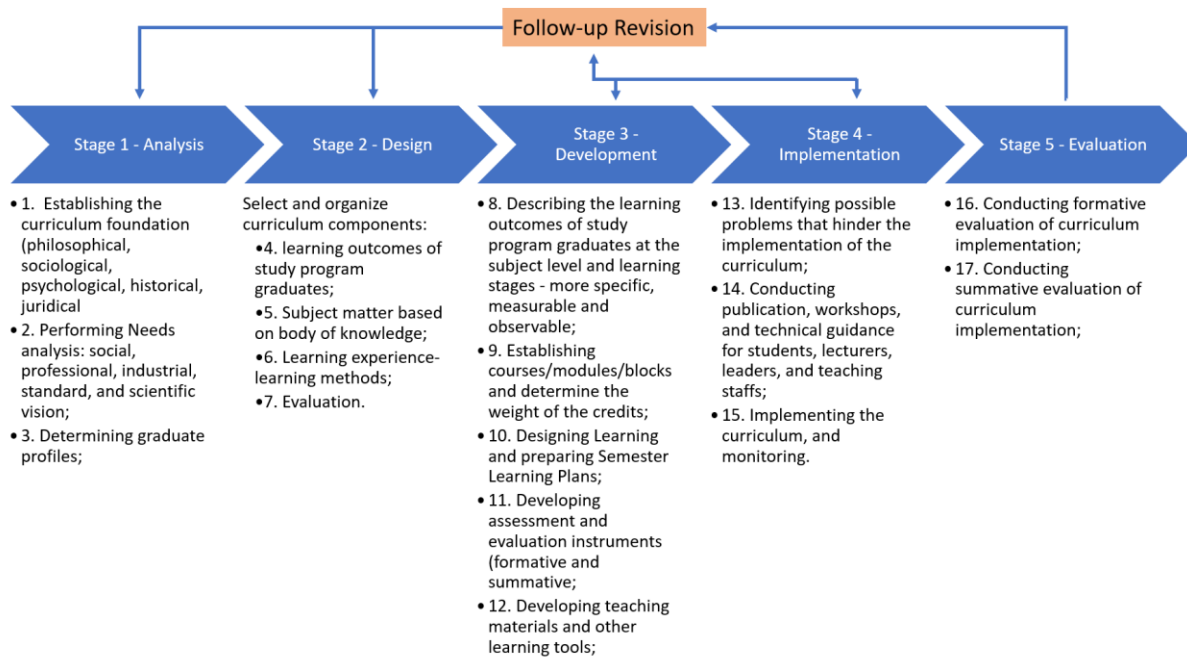 Follow-up Revision
Stage 1 - Analysis
Stage 2 - Design
Stage 3 -
Development
Stage 4 -
Implementation
Stage 5 - Evaluation
• 1.  Establishing the
curriculum foundation
(philosophical,
sociological,
psychological, historical,
juridical
• 2. Performing Needs
analysis: social,
professional, industrial,
standard, and scientific
vision;
• 3. Determining graduate
profiles;
Select and organize
curriculum components:
•4. learning outcomes of
study program
graduates;
•5. Subject matter based
on body of knowledge;
•6. Learning experience-
learning methods;
•7. Evaluation.
• 8. Describing the learning
outcomes of study
program graduates at the
subject level and learning
stages - more specific,
measurable and
observable;
• 9. Establishing
courses/modules/blocks
and determine the
weight of the credits;
• 10. Designing Learning
and preparing Semester
Learning Plans;
• 11. Developing
assessment and
evaluation instruments
(formative and
summative;
• 12. Developing teaching
materials and other
learning tools;
• 13. Identifying possible
problems that hinder the
implementation of the
curriculum;
• 14. Conducting
publication, workshops,
and technical guidance
for students, lecturers,
leaders, and teaching
staffs;
• 15. Implementing the
curriculum, and
monitoring.
• 16. Conducting formative
evaluation of curriculum
implementation;
• 17. Conducting
summative evaluation of
curriculum
implementation;